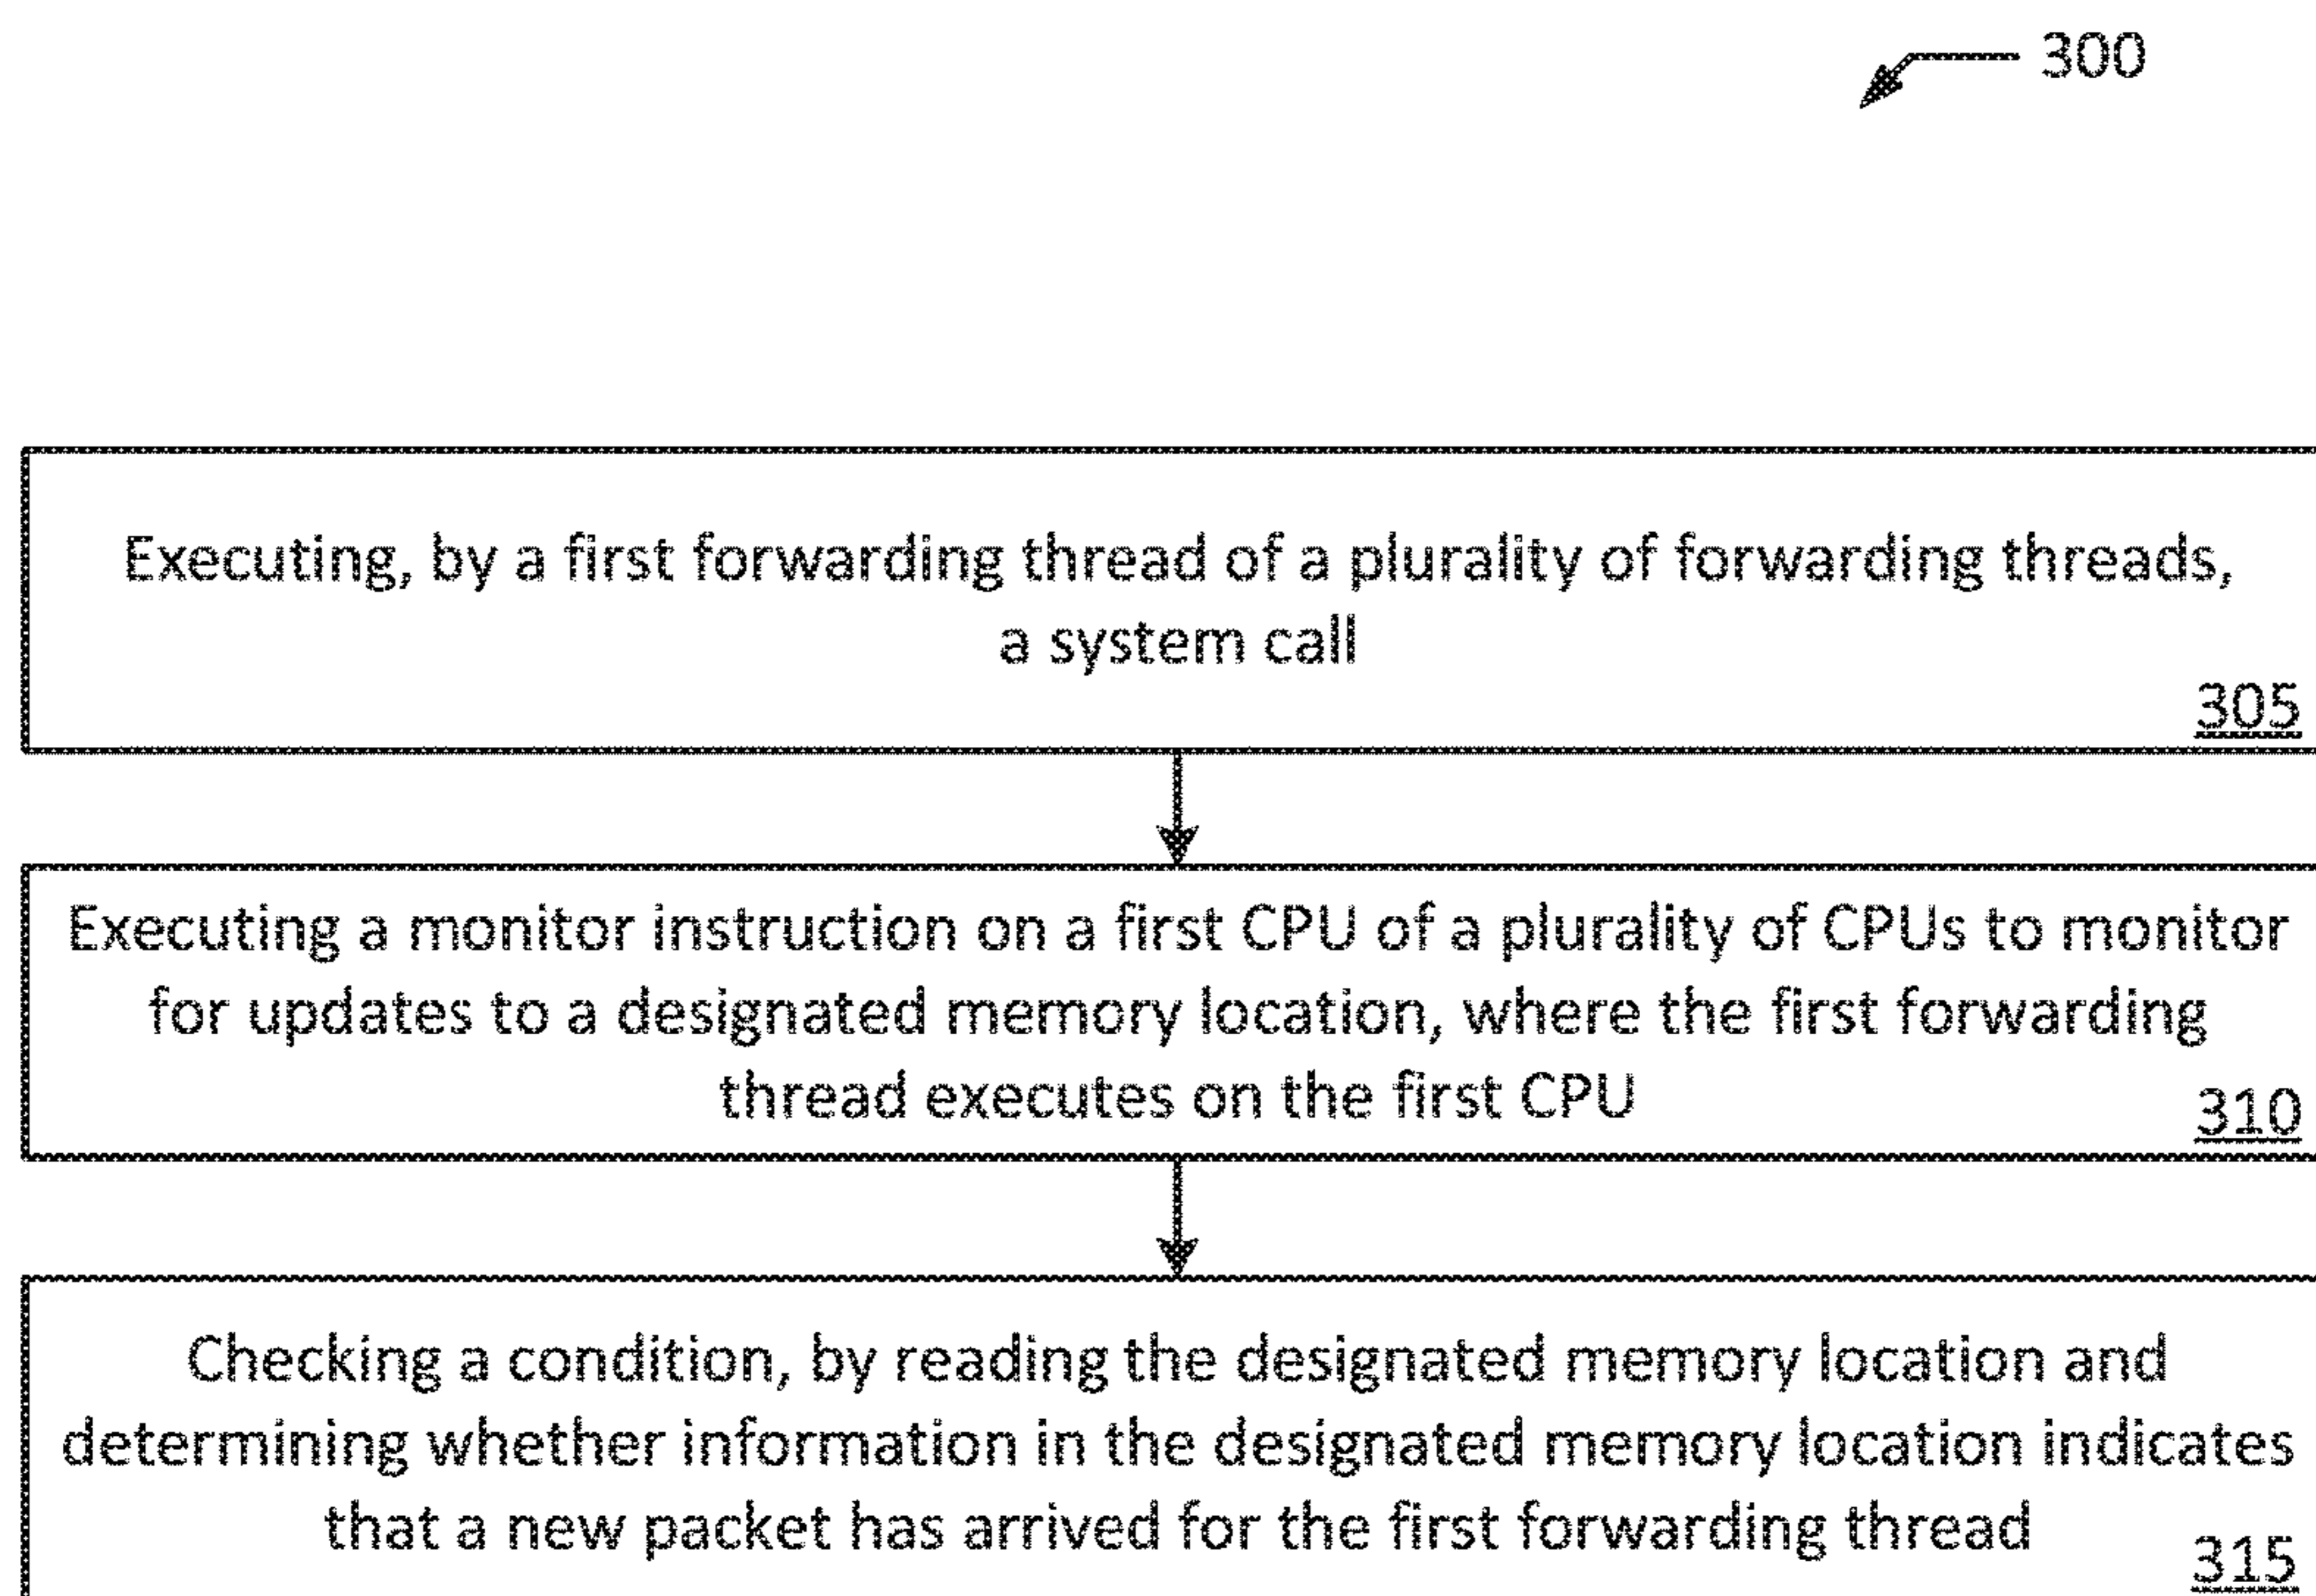 300
Executing, by a first forwarding thread of a plurality of forwarding threads,
a system call
305
Executing a monitor instruction on a first CPU of a plurality of CPUs to monitor
for updates to a designated memory location, where the first forwarding
thread executes on the first CPU
310
Checking a condition, by reading the designated memory location and
determining whether information in the designated memory location indicates
that a new packet has arrived for the first forwarding thread
315